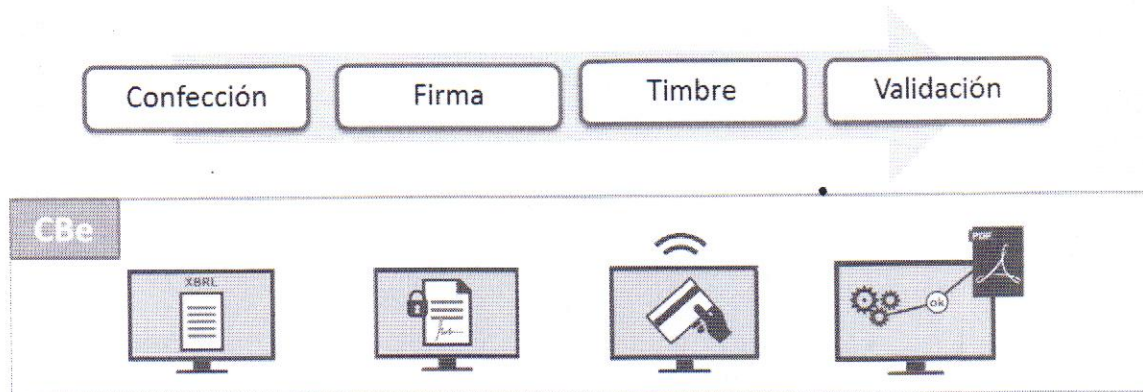 Confección
Firma
Timbre
Validación
CBe
XBRL
PDF
ok